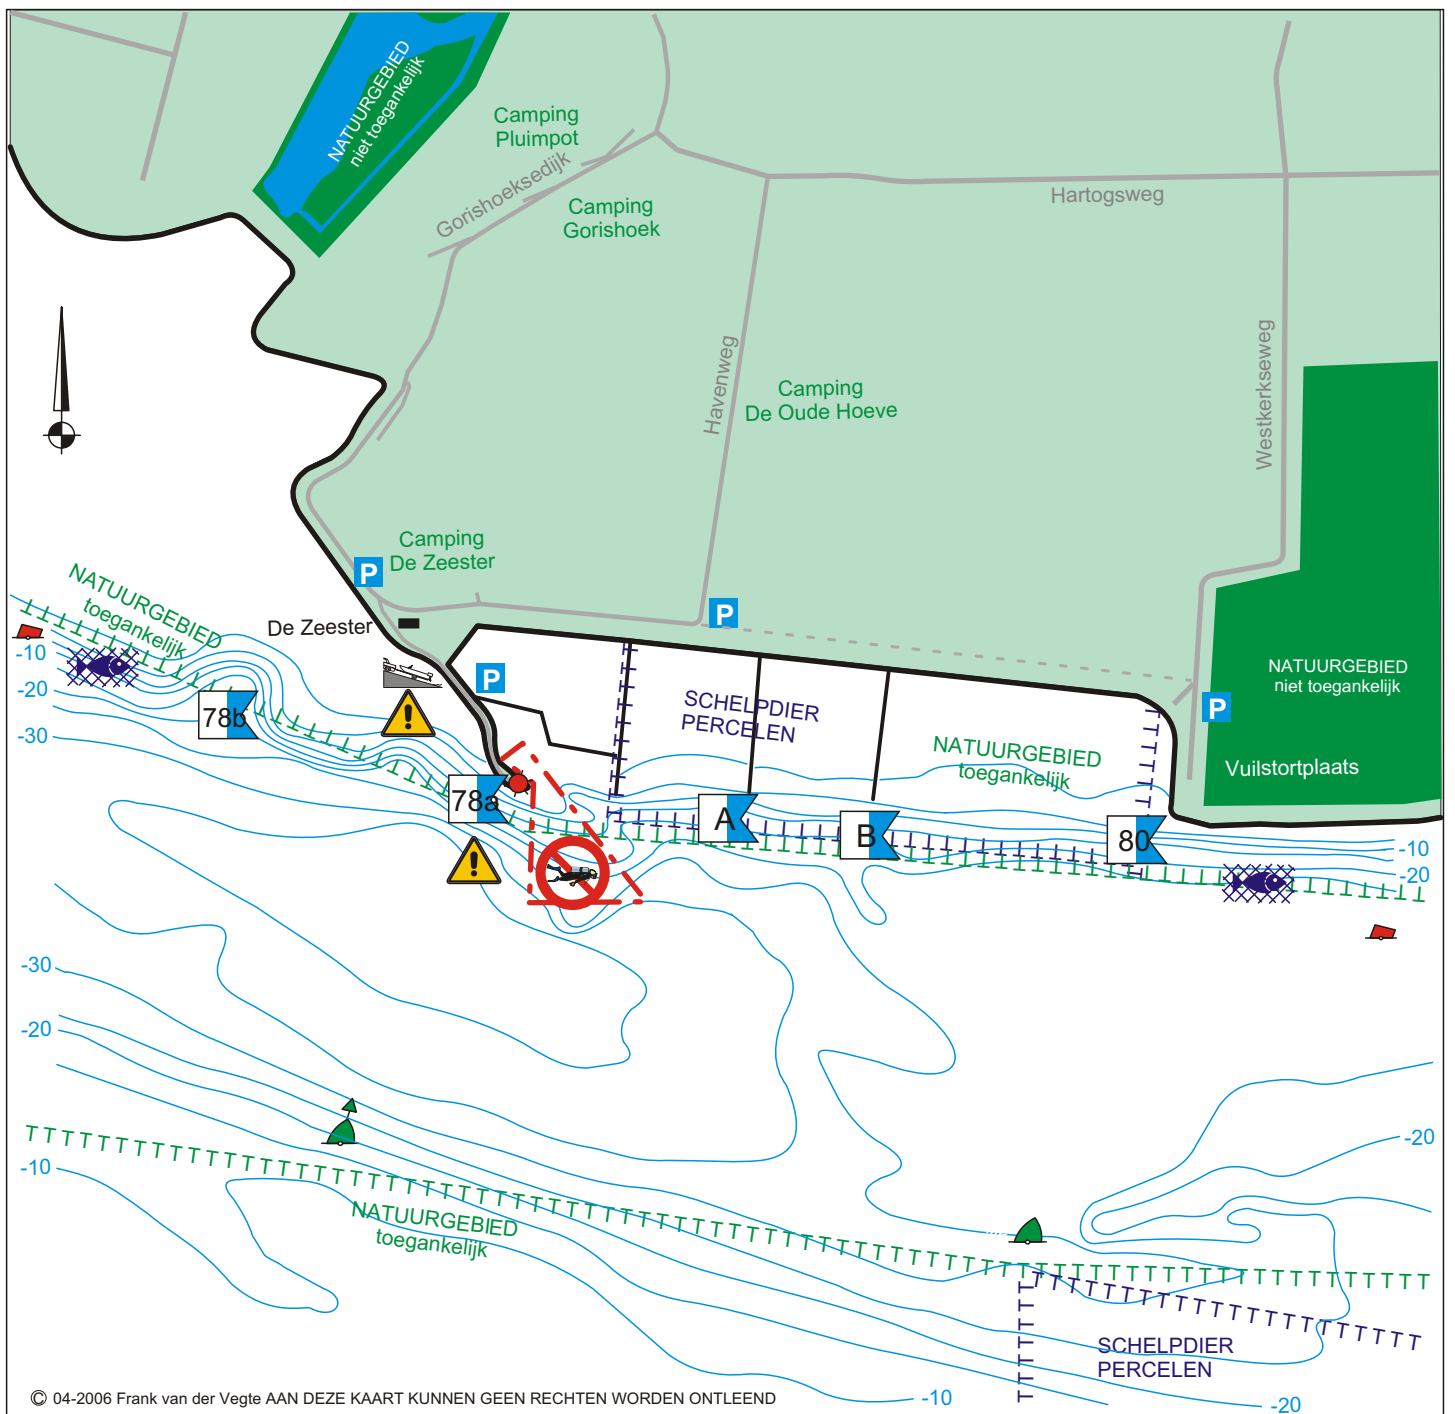 NATUURGEBIED
niet toegankelijk
Camping
Pluimpot
Gorishoeksedijk
Camping
Gorishoek
Hartogsweg
Havenweg
Camping
De Oude Hoeve
Westkerkseweg
Camping
De Zeester
P
NATUURGEBIED
toegankelijk
De Zeester
P
P
P
-10
-20
-30
78b
SCHELPDIER
PERCELEN
NATUURGEBIED
toegankelijk
NATUURGEBIED
niet toegankelijk
Vuilstortplaats
!
78a
A
B
80
!
-10
-20
-30
-20
-10
NATUURGEBIED
toegankelijk
-20
SCHELPDIER
PERCELEN
-10
-20
© 04-2006 Frank van der Vegte AAN DEZE KAART KUNNEN GEEN RECHTEN WORDEN ONTLEEND